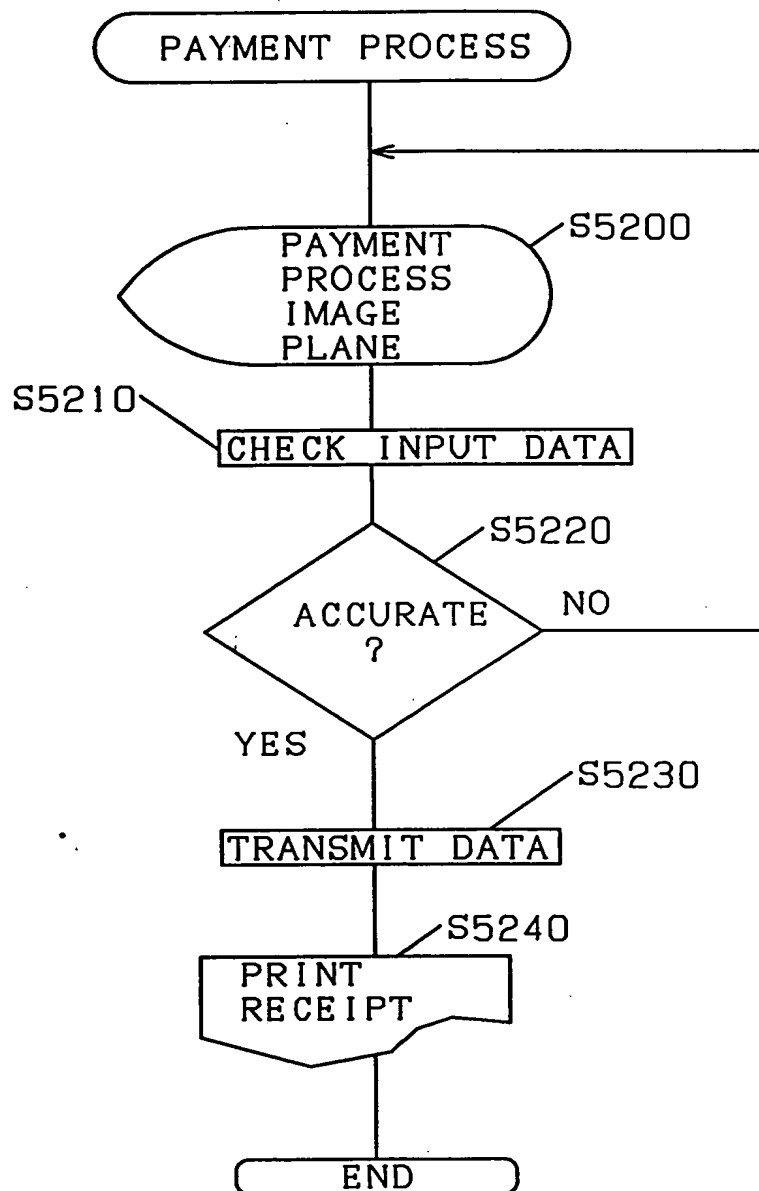 PAYMENT PROCESS
S5200
PAYMENT
PROCESS
IMAGE
PLANE
S5210
CHECK INPUT DATA
S5220
ACCURATE
?
NO
YES
S5230
TRANSMIT DATA
S5240
PRINT
RECEIPT
END